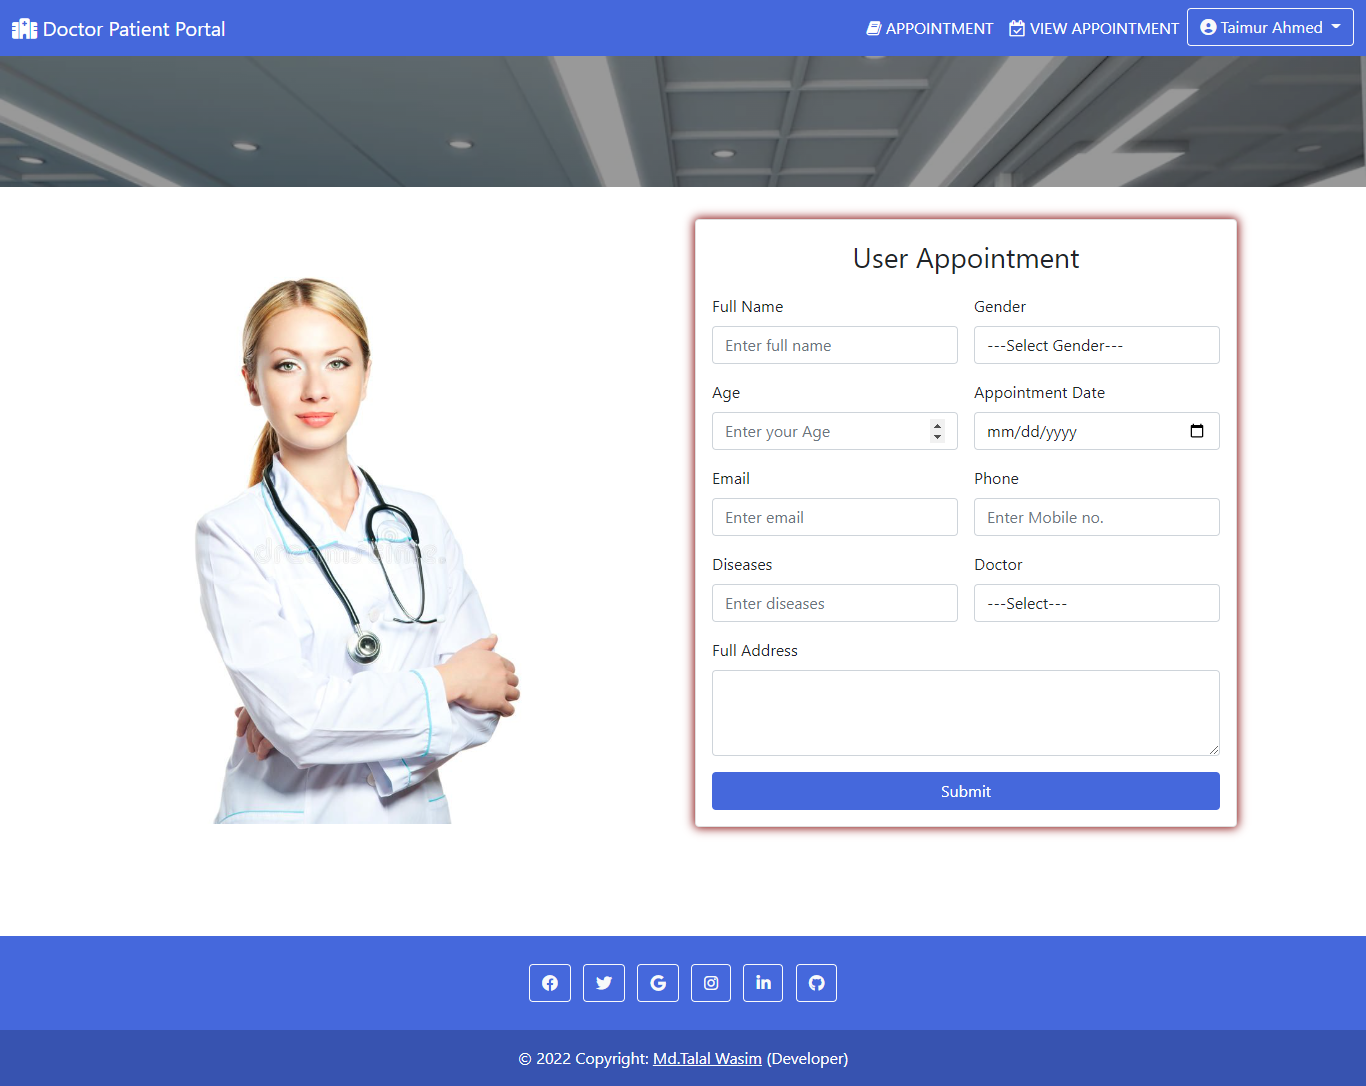 Doctor Patient Portal
APPOINTMENT
VIEW APPOINTMENT
Taimur Ahmed
User Appointment
Full Name
Gender
Enter full name
---Select Gender---
Age
Appointment Date
Enter your Age
mm/dd/yyyy
Email
Phone
Enter email
Enter Mobile no.
Diseases
Doctor
Enter diseases
---Select---
Full Address
Submit
© 2022 Copyright: Md.Talal Wasim (Developer)